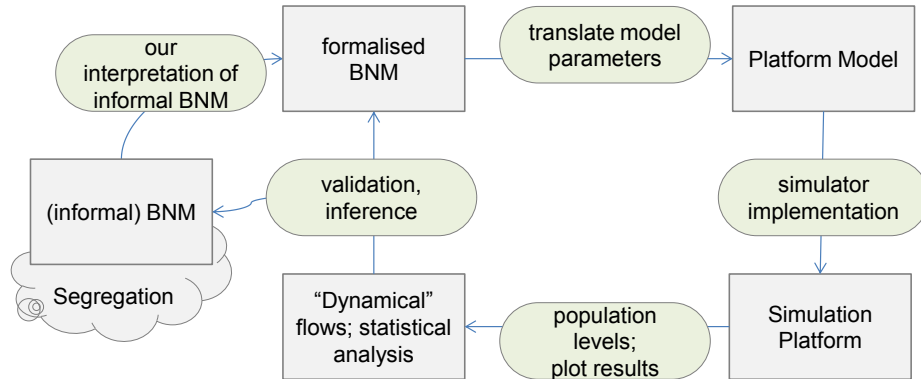 our
interpretation of
informal BNM
formalised
BNM
translate model
parameters
Platform Model
(informal) BNM
validation,
inference
simulator
implementation
Segregation
“Dynamical”
flows; statistical
analysis
population
levels;
plot results
Simulation
Platform